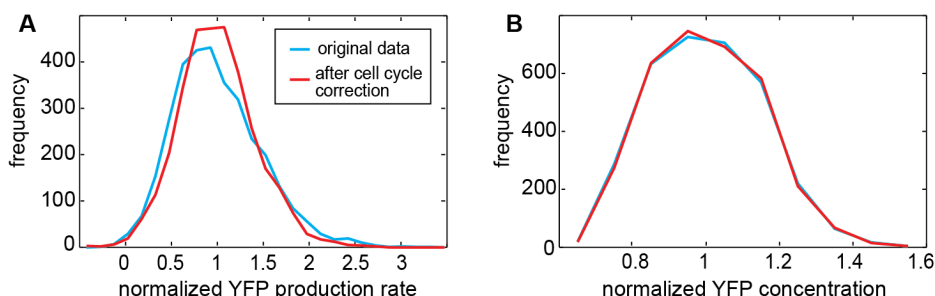 A
frequency
400
300
200
100
0
original data
after cell cycle
correction
0 0.5 1 1.5 2 2.5 3
normalized YFP production rate
B
frequency
600
400
200
0
0.8 1 1.2 1.4 1.6
normalized YFP concentration